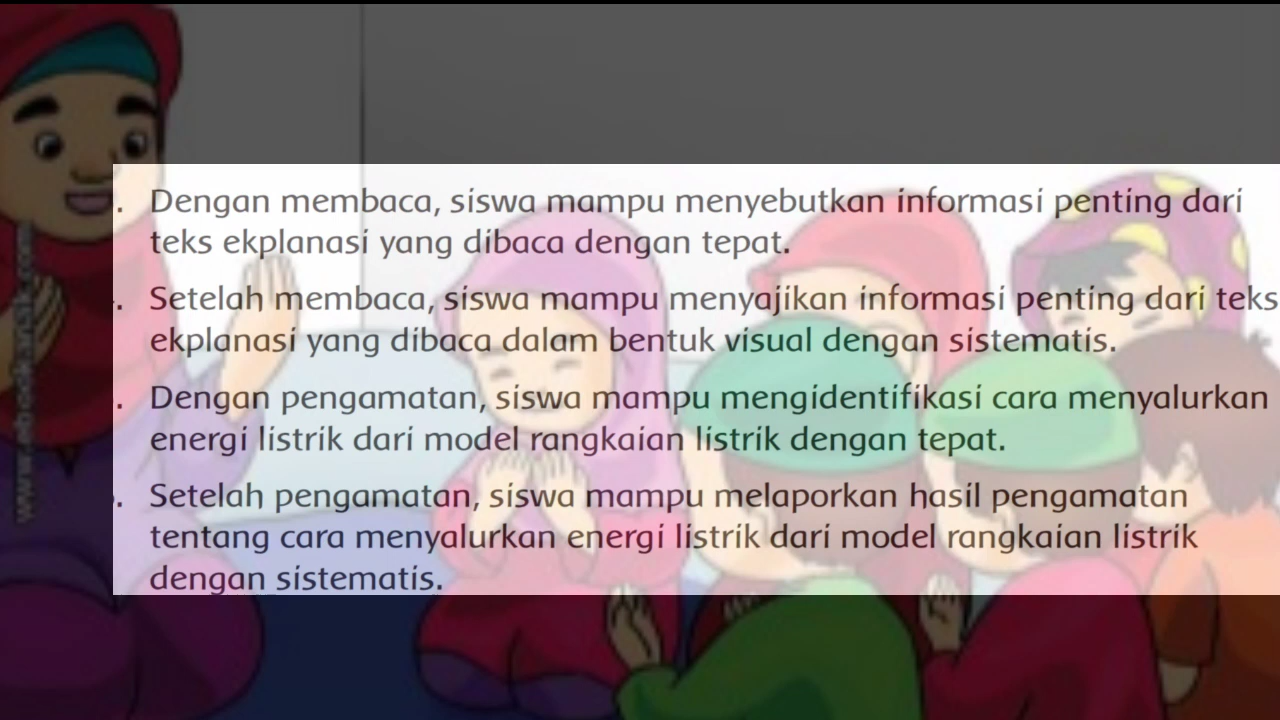 . Dengan membaca, siswa mampu menyebutkan informasi penting dari
teks ekplanasi yang dibaca dengan tepat.
. Setelah membaca, siswa mampu menyajikan informasi penting dari teks
ekplanasi yang dibaca dalam bentuk visual dengan sistematis.
. Dengan pengamatan, siswa mampu mengidentifikasi cara menyalurkan
energi listrik dari model rangkaian listrik dengan tepat.
. Setelah pengamatan, siswa mampu melaporkan hasil pengamatan
tentang cara menyalurkan energi listrik dari model rangkaian listrik
dengan sistematis.